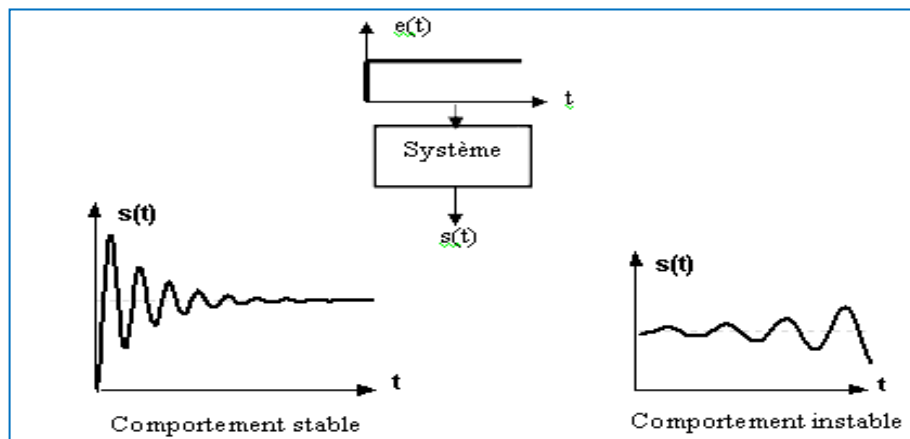 e(t)
t
Système
s(t)
s(t)
t
Comportement stable
s(t)
t
Comportement instable